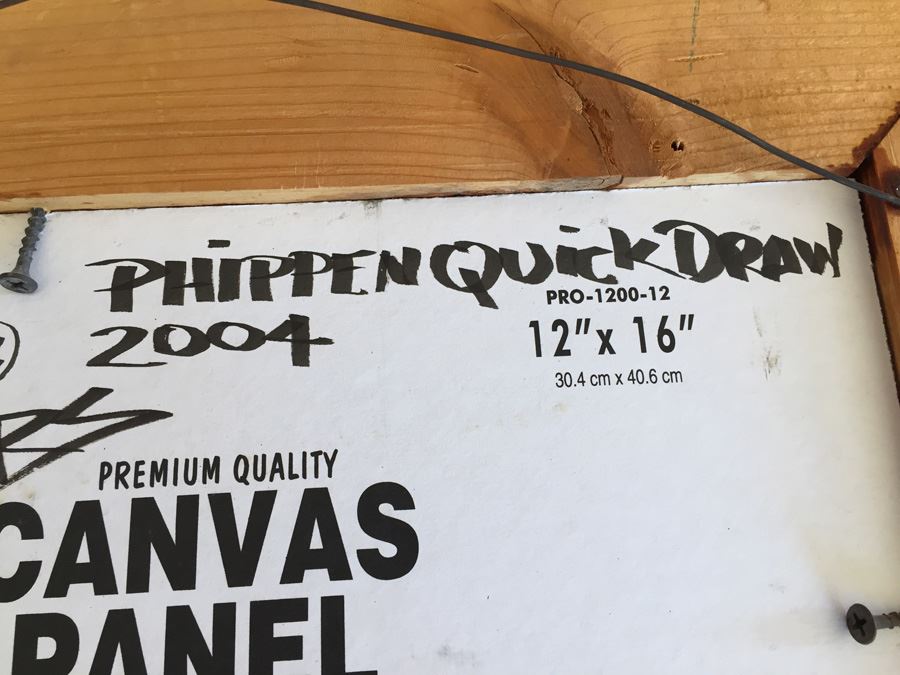 PHIPPEN QUICK DRAW
PRO-1200-12
2004
12"x 16"
30.4 cm x 40.6 cm
PREMIUM QUALITY
CANVAS
PANEL